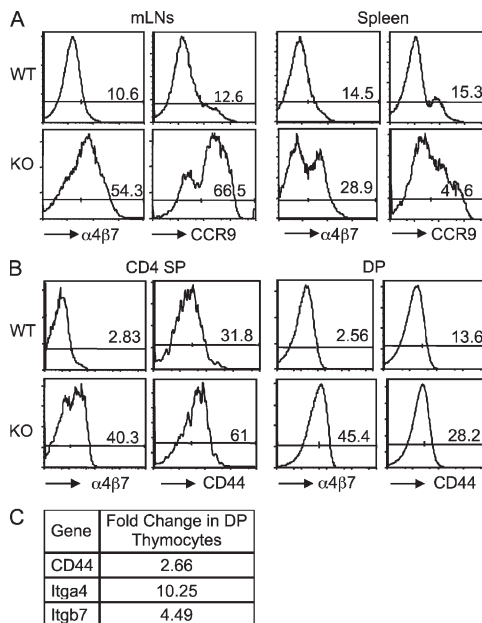 A
mLNs
Spleen
WT
10.6
12.6
14.5
15.3
KO
54.3
66.5
28.9
41.6
α4β7
CCR9
α4β7
CCR9
B
CD4 SP
DP
WT
2.83
31.8
2.56
13.6
KO
40.3
61
45.4
28.2
α4β7
CD44
α4β7
CD44
C
Gene Fold Change in DP
Thymocytes
CD44 2.66
Itga4 10.25
Itgb7 4.49